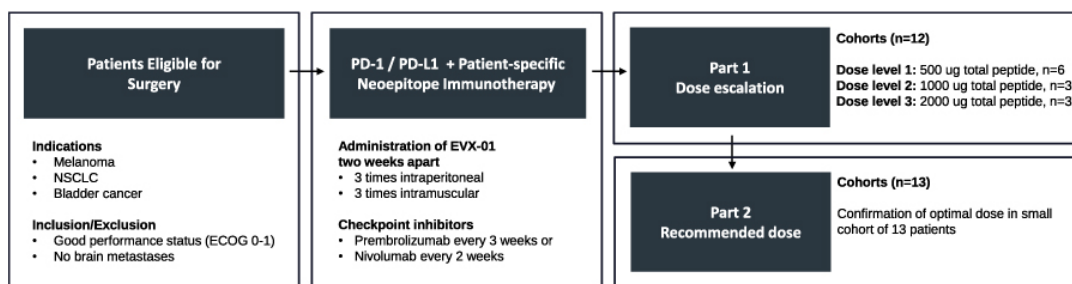 Patients Eligible for
Surgery
Indications
• Melanoma
• NSCLC
• Bladder cancer
Inclusion/Exclusion
• Good performance status (ECOG 0-1)
• No brain metastases
PD-1 / PD-L1 + Patient-specific
Neoepitope Immunotherapy
Administration of EVX-01
two weeks apart
• 3 times intraperitoneal
• 3 times intramuscular
Checkpoint inhibitors
• Prembrolizumab every 3 weeks or
• Nivolumab every 2 weeks
Part 1
Dose escalation
Cohorts (n=12)
Dose level 1: 500 ug total peptide, n=6
Dose level 2: 1000 ug total peptide, n=3
Dose level 3: 2000 ug total peptide, n=3
Part 2
Recommended dose
Cohorts (n=13)
Confirmation of optimal dose in small
cohort of 13 patients